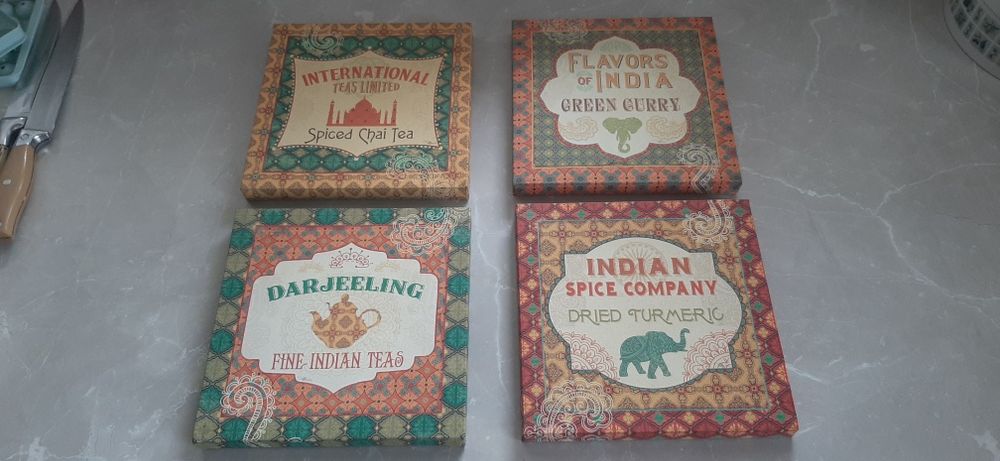 INTERNATIONAL
TEAS LIMITED
Spiced Chai Tea
FLAVORS
OF INDIA
GREEN CURRY
DARJEELING
FINE INDIAN TEAS
INDIAN
SPICE COMPANY
DRIED TURMERIC